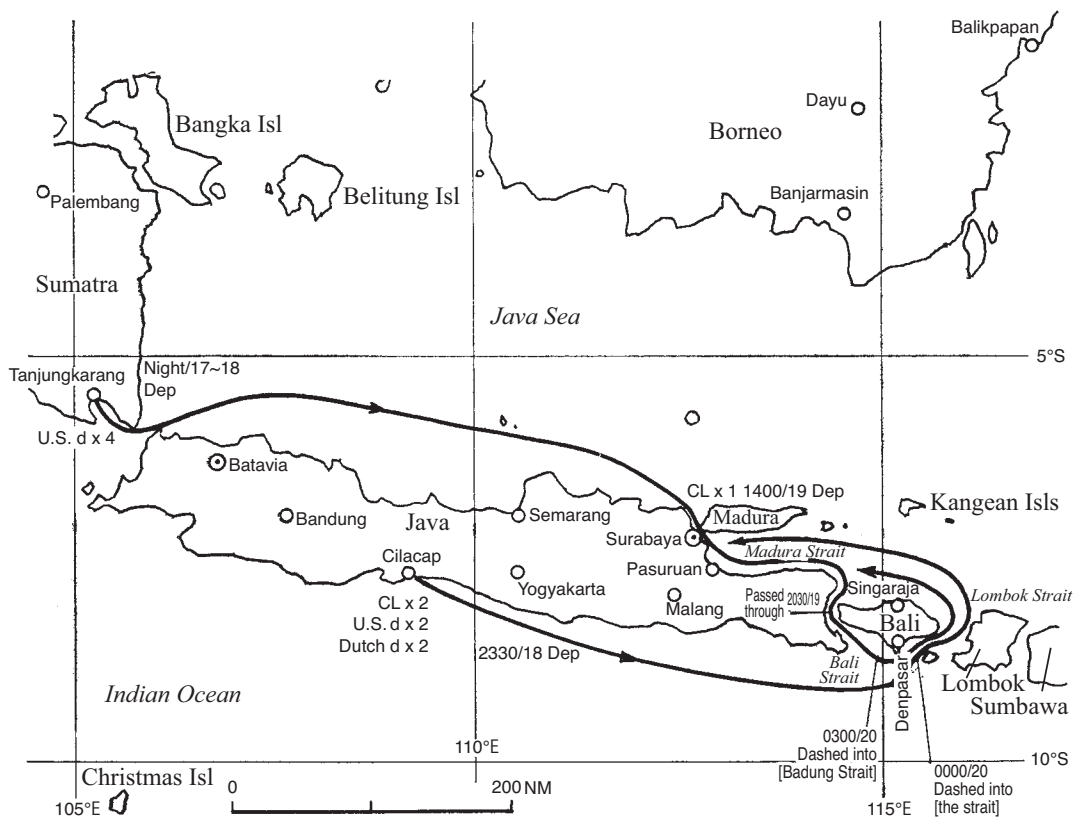 Balikpapan
Dayu
Borneo
Bangka Isl
Belitung Isl
Palembang
Banjarmasin
Sumatra
Java Sea
5°S
Tanjungkarang
Night/17~18
Dep
U.S. d x 4
Batavia
CL x 1 1400/19 Dep
Kangean Isls
Bandung
Java
Semarang
Madura
Surabaya
Madura Strait
Cilacap
Pasuruan
Yogyakarta
Malang
Passed
through
2030/19
Singaraja
Lombok Strait
CL x 2
U.S. d x 2
Dutch d x 2
Bali
2330/18 Dep
Bali
Strait
Denpasar
Lombok
Sumbawa
Indian Ocean
0300/20
Dashed into
[Badung Strait]
0000/20
Dashed into
[the strait]
110°E
10°S
Christmas Isl
105°E
0
200 NM
115°E